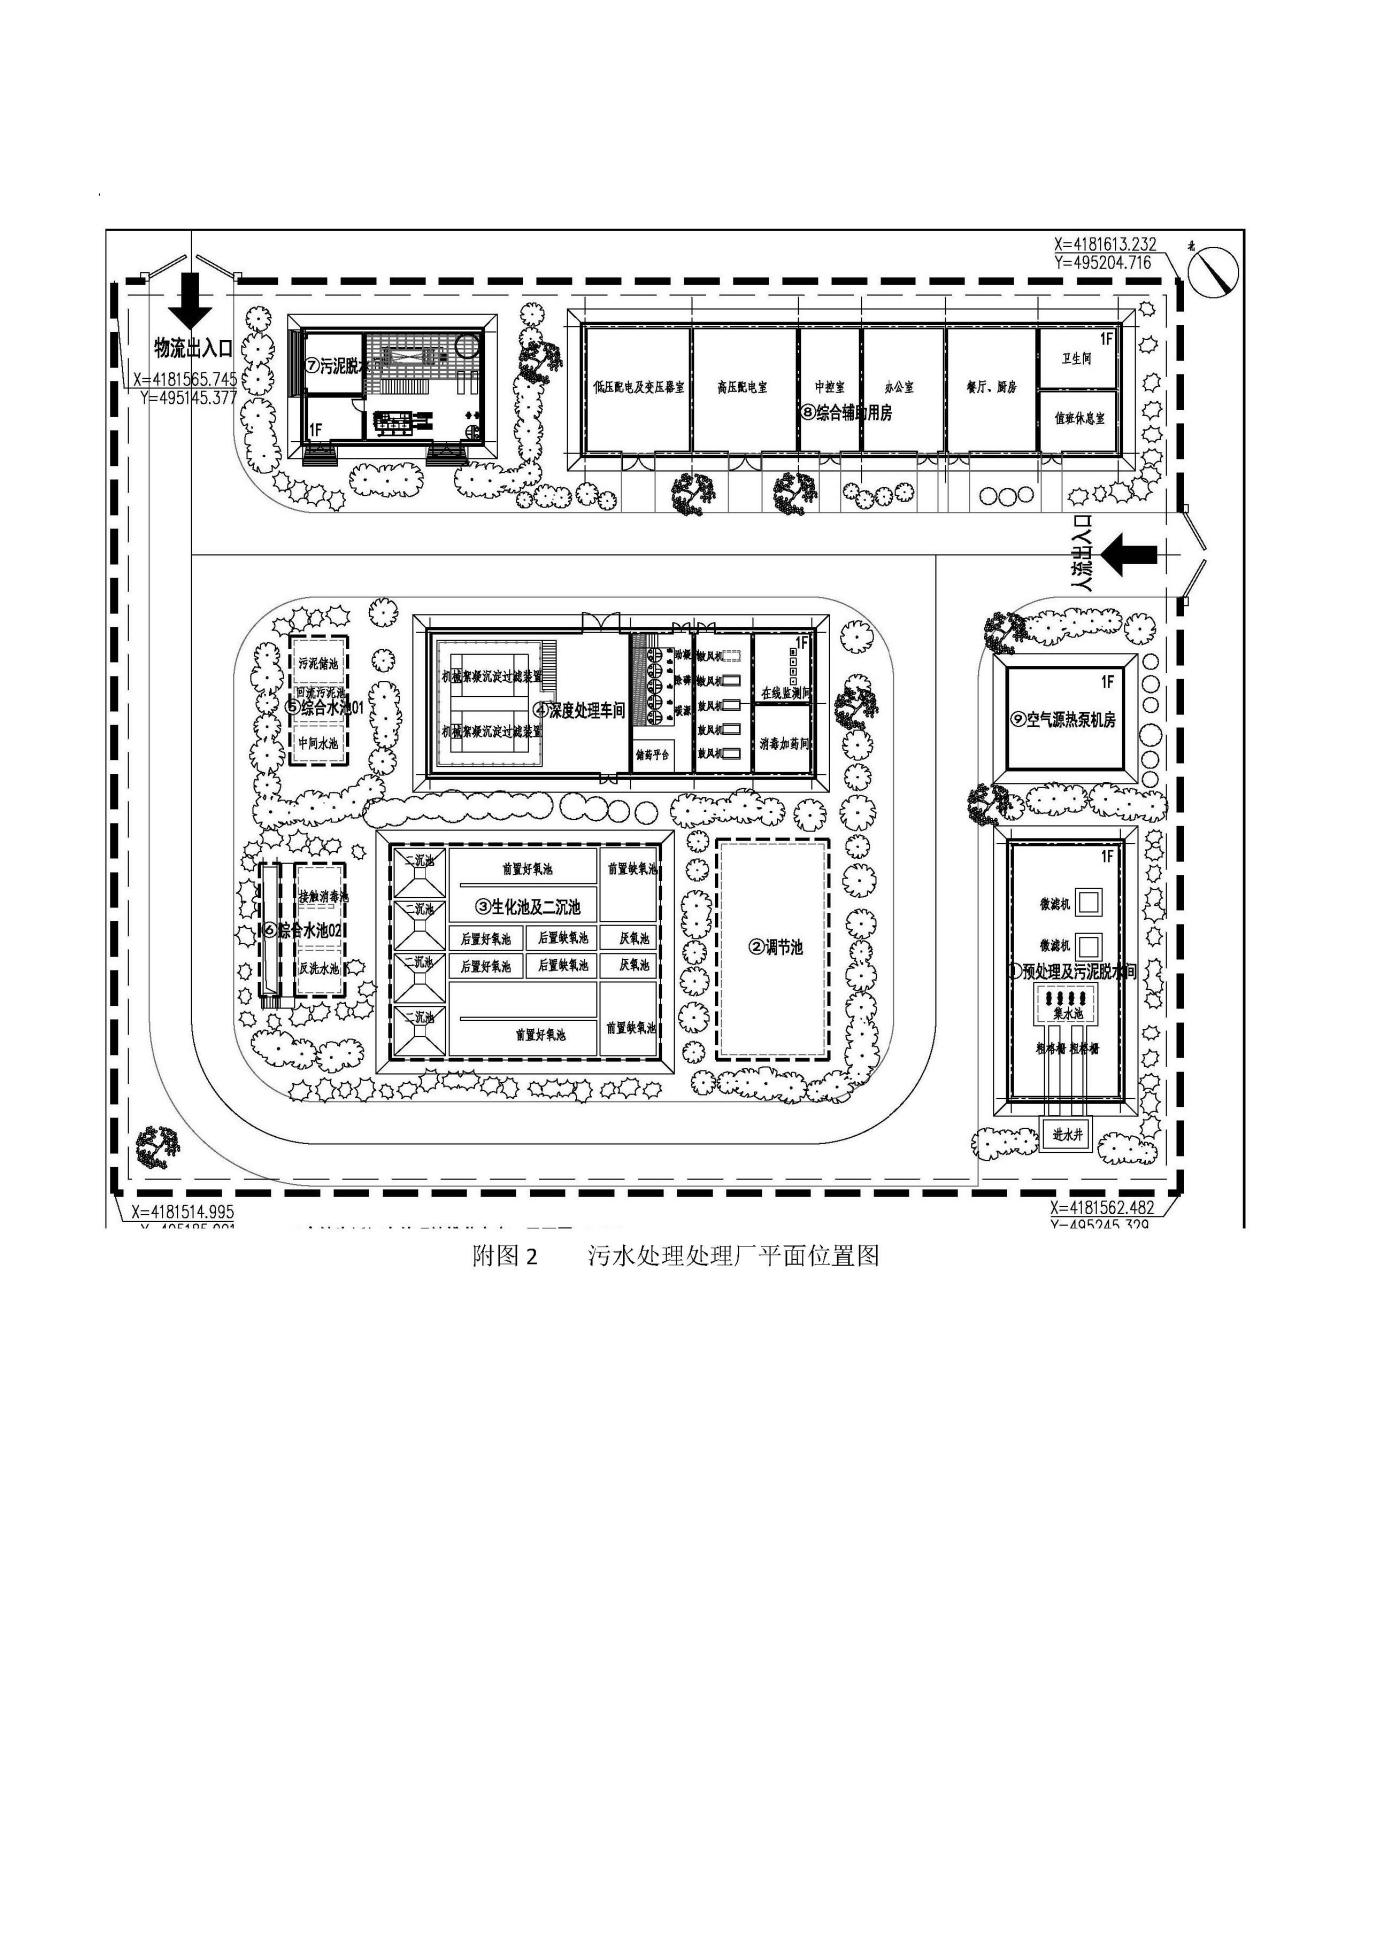 X=4181613.232
Y=495204.716
北
物流出入口
X=4181565.745
Y=495145.377
⑦污泥脱水间
1F
低压配电及变压器室
高压配电室
中控室
办公室
餐厅、厨房
1F
卫生间
值班休息室
⑧综合辅助用房
人流出入口
污泥储池
回流污泥池
⑤综合水池01
中间水池
机械絮凝沉淀过滤装置
机械絮凝沉淀过滤装置
④深度处理车间
助凝
除磷
碳源
储药平台
鼓风机
鼓风机
鼓风机
鼓风机
鼓风机
1F
在线监测间
消毒加药间
1F
⑨空气源热泵机房
接触消毒池
⑥综合水池02
反洗水池
二沉池
二沉池
二沉池
二沉池
前置好氧池
前置缺氧池
③生化池及二沉池
后置好氧池
后置缺氧池
厌氧池
后置好氧池
后置缺氧池
厌氧池
前置好氧池
前置缺氧池
②调节池
1F
微滤机
微滤机
①预处理及污泥脱水间
集水池
粗格栅
粗格栅
进水井
X=4181514.995
X=4181562.482
Y=495245.329
附图 2 污水处理处理厂平面位置图